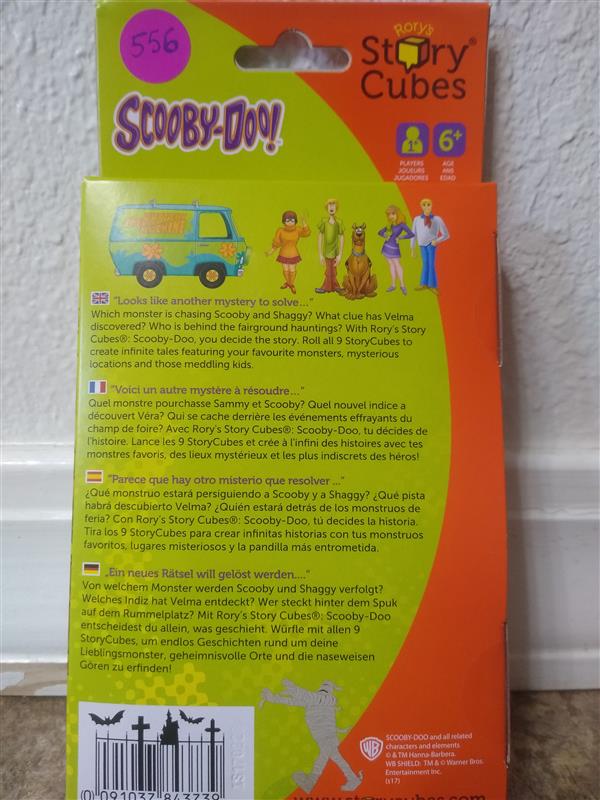 556
Rory's
Story®
Cubes
SCOOBY-DOO!
1+
6+
PLAYERS
JOUEURS
JUGADORES
AGE
ANS
EDAD
"Looks like another mystery to solve..."
Which monster is chasing Scooby and Shaggy? What clue has Velma
discovered? Who is behind the fairground hauntings? With Rory's Story
Cubes®: Scooby-Doo, you decide the story. Roll all 9 StoryCubes to
create infinite tales featuring your favourite monsters, mysterious
locations and those meddling kids.
"Voici un autre mystère à résoudre..."
Quel monstre pourchasse Sammy et Scooby? Quel nouvel indice a
découvert Véra? Qui se cache derrière les événements effrayants du
champ de foire? Avec Rory's Story Cubes®: Scooby-Doo, tu décides de
l'histoire. Lance les 9 StoryCubes et crée à l'infini des histoires avec tes
monstres favoris, des lieux mystérieux et les plus indiscrets des héros!
"Parece que hay otro misterio que resolver ..."
¿Qué monstruo estará persiguiendo a Scooby y a Shaggy? ¿Qué pista
habrá descubierto Velma? ¿Quién estará detrás de los monstruos de
feria? Con Rory's Story Cubes®: Scooby-Doo, tú decides la historia.
Tira los 9 StoryCubes para crear infinitas historias con tus monstruos
favoritos, lugares misteriosos y la pandilla más entrometida.
„Ein neues Rätsel will gelöst werden...."
Von welchem Monster werden Scooby und Shaggy verfolgt?
Welches Indiz hat Velma entdeckt? Wer steckt hinter dem Spuk
auf dem Rummelplatz? Mit Rory's Story Cubes®: Scooby-Doo
entscheidest du allein, was geschieht. Würfle mit allen 9
StoryCubes, um endlos Geschichten rund um deine
Lieblingsmonster, geheimnisvolle Orte und die naseweisen
Gören zu erfinden!
WB
SCOOBY-DOO and all related
characters and elements
© & TM Hanna-Barbera.
WB SHIELD: TM & © Warner Bros.
Entertainment Inc.
(s17)
(0) 091037 843739
www.storycubes.com